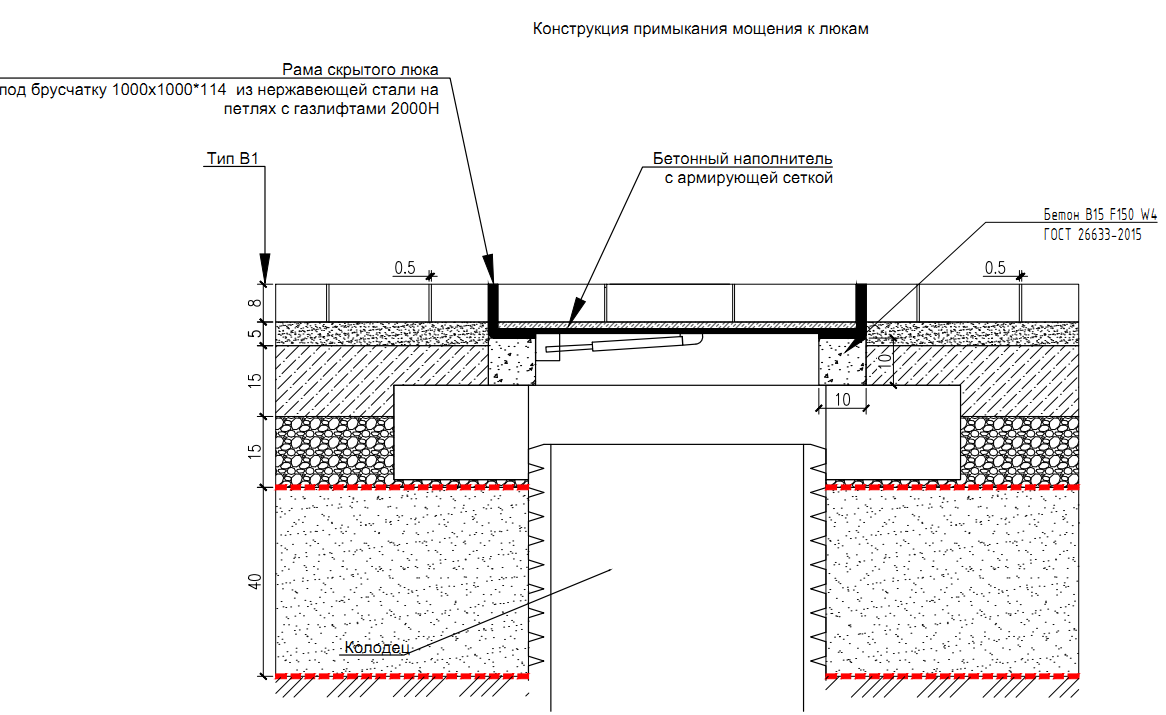 Конструкция примыкания мощения к люкам
Рама скрытого люка
под брусчатку 1000х1000*114 из нержавеющей стали на
петлях с газлифтами 2000Н
Тип В1
Бетонный наполнитель
с армирующей сеткой
Бетон В15 F150 W4
ГОСТ 26633-2015
0.5
0.5
8
5
15
15
40
10
10
Колодец